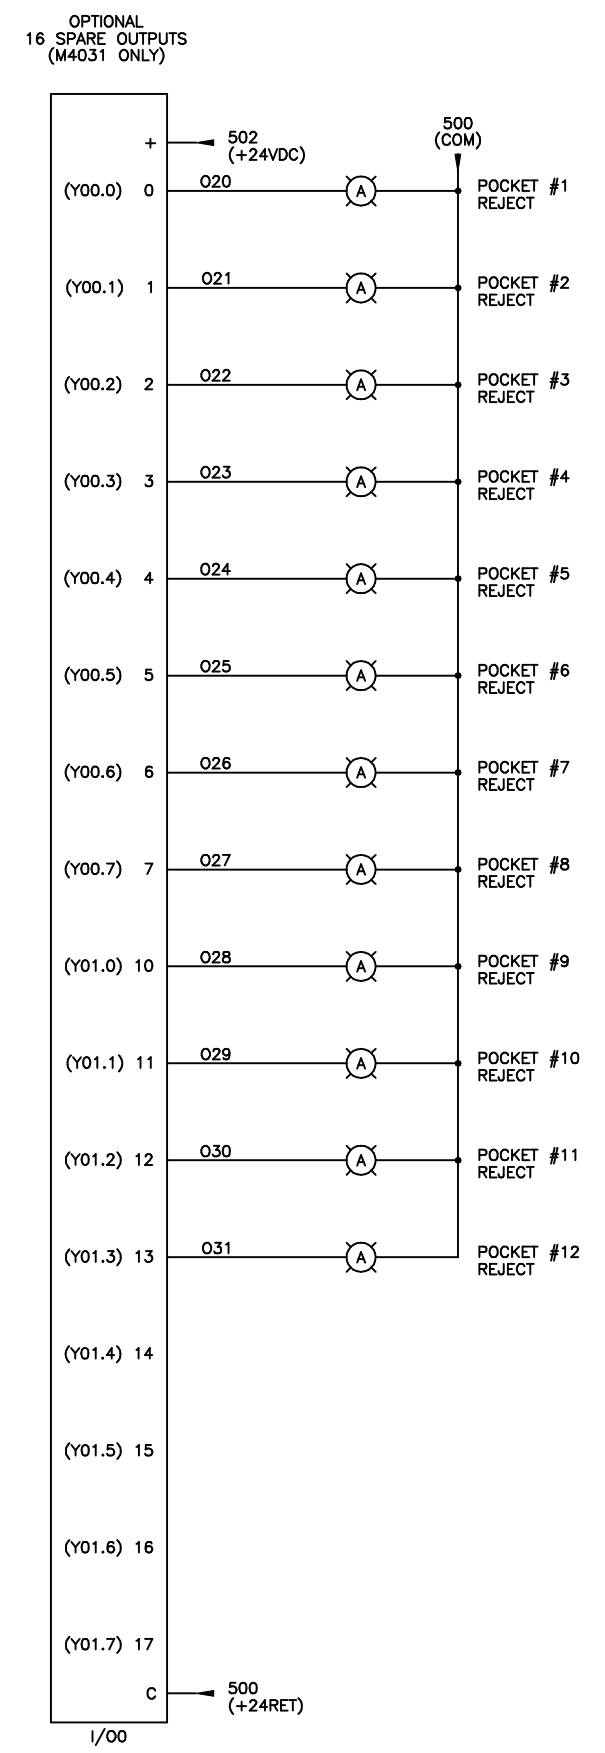 OPTIONAL
16 SPARE OUTPUTS
(M4031 ONLY)
+
502
(+24VDC)
500
(COM)
(Y00.0) 0
020
A
POCKET #1
REJECT
(Y00.1) 1
021
A
POCKET #2
REJECT
(Y00.2) 2
022
A
POCKET #3
REJECT
(Y00.3) 3
023
A
POCKET #4
REJECT
(Y00.4) 4
024
A
POCKET #5
REJECT
(Y00.5) 5
025
A
POCKET #6
REJECT
(Y00.6) 6
026
A
POCKET #7
REJECT
(Y00.7) 7
027
A
POCKET #8
REJECT
(Y01.0) 10
028
A
POCKET #9
REJECT
(Y01.1) 11
029
A
POCKET #10
REJECT
(Y01.2) 12
030
A
POCKET #11
REJECT
(Y01.3) 13
031
A
POCKET #12
REJECT
(Y01.4) 14
(Y01.5) 15
(Y01.6) 16
(Y01.7) 17
C
500
(+24RET)
I/O0